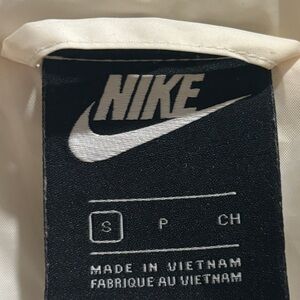 NIKE
S P CH
MADE IN VIETNAM
FABRIQUE AU VIETNAM